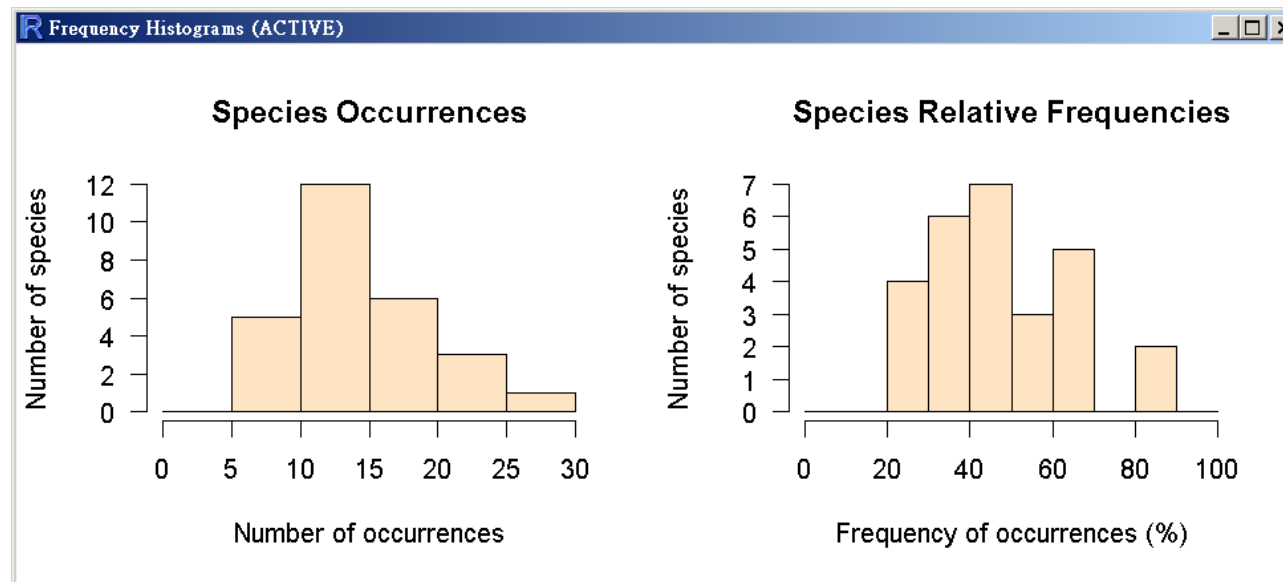 Frequency Histograms (ACTIVE)
Species Occurrences
Number of species
12
10
8
6
4
2
0
0 5 10 15 20 25 30
Number of occurrences
Species Relative Frequencies
Number of species
7
6
5
4
3
2
1
0
0 20 40 60 80 100
Frequency of occurrences (%)